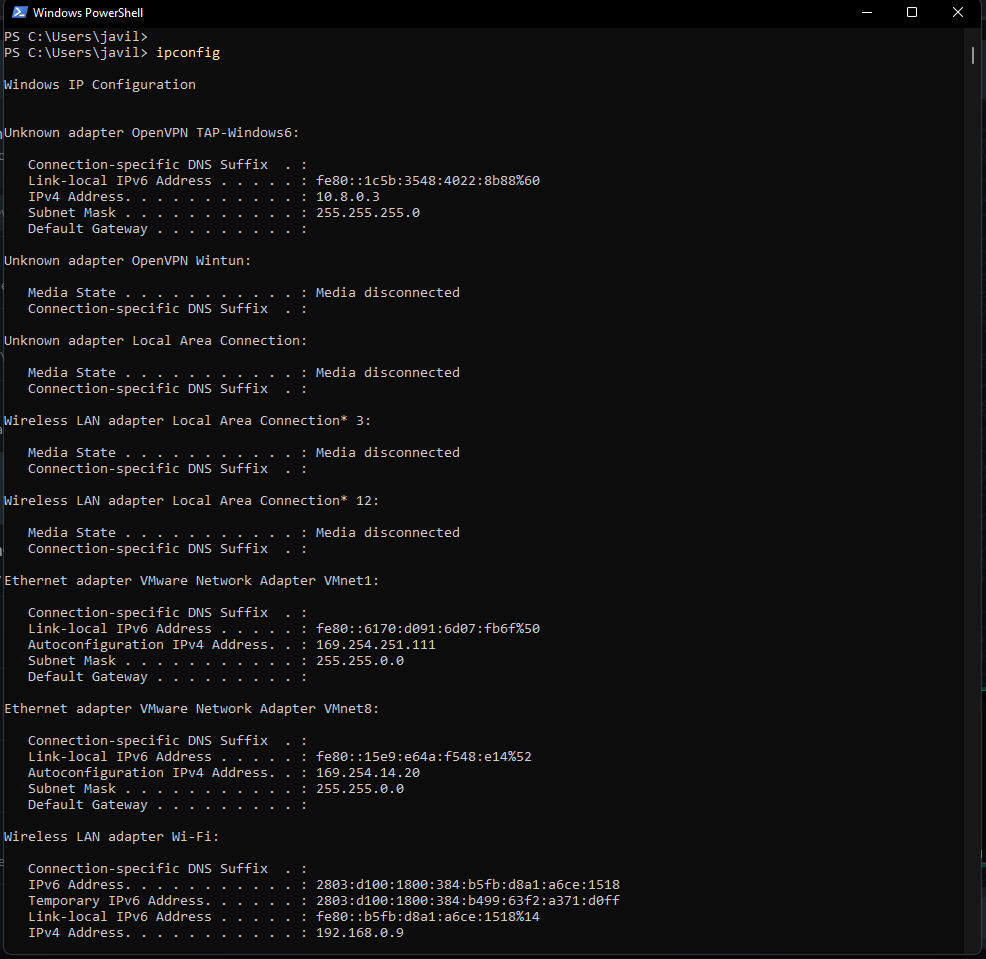 Windows PowerShell
PS C:\Users\javil>
PS C:\Users\javil> ipconfig
Windows IP Configuration
Unknown adapter OpenVPN TAP-Windows6:
   Connection-specific DNS Suffix  . :
   Link-local IPv6 Address . . . . . : fe80::1c5b:3548:4022:8b88%60
   IPv4 Address. . . . . . . . . . . : 10.8.0.3
   Subnet Mask . . . . . . . . . . . : 255.255.255.0
   Default Gateway . . . . . . . . . :
Unknown adapter OpenVPN Wintun:
   Media State . . . . . . . . . . . : Media disconnected
   Connection-specific DNS Suffix  . :
Unknown adapter Local Area Connection:
   Media State . . . . . . . . . . . : Media disconnected
   Connection-specific DNS Suffix  . :
Wireless LAN adapter Local Area Connection* 3:
   Media State . . . . . . . . . . . : Media disconnected
   Connection-specific DNS Suffix  . :
Wireless LAN adapter Local Area Connection* 12:
   Media State . . . . . . . . . . . : Media disconnected
   Connection-specific DNS Suffix  . :
Ethernet adapter VMware Network Adapter VMnet1:
   Connection-specific DNS Suffix  . :
   Link-local IPv6 Address . . . . . : fe80::6170:d091:6d07:fb6f%50
   Autoconfiguration IPv4 Address. . : 169.254.251.111
   Subnet Mask . . . . . . . . . . . : 255.255.0.0
   Default Gateway . . . . . . . . . :
Ethernet adapter VMware Network Adapter VMnet8:
   Connection-specific DNS Suffix  . :
   Link-local IPv6 Address . . . . . : fe80::15e9:e64a:f548:e14%52
   Autoconfiguration IPv4 Address. . : 169.254.14.20
   Subnet Mask . . . . . . . . . . . : 255.255.0.0
   Default Gateway . . . . . . . . . :
Wireless LAN adapter Wi-Fi:
   Connection-specific DNS Suffix  . :
   IPv6 Address. . . . . . . . . . . : 2803:d100:1800:384:b5fb:d8a1:a6ce:1518
   Temporary IPv6 Address. . . . . . : 2803:d100:1800:384:b499:63f2:a371:d0ff
   Link-local IPv6 Address . . . . . : fe80::b5fb:d8a1:a6ce:1518%14
   IPv4 Address. . . . . . . . . . . : 192.168.0.9